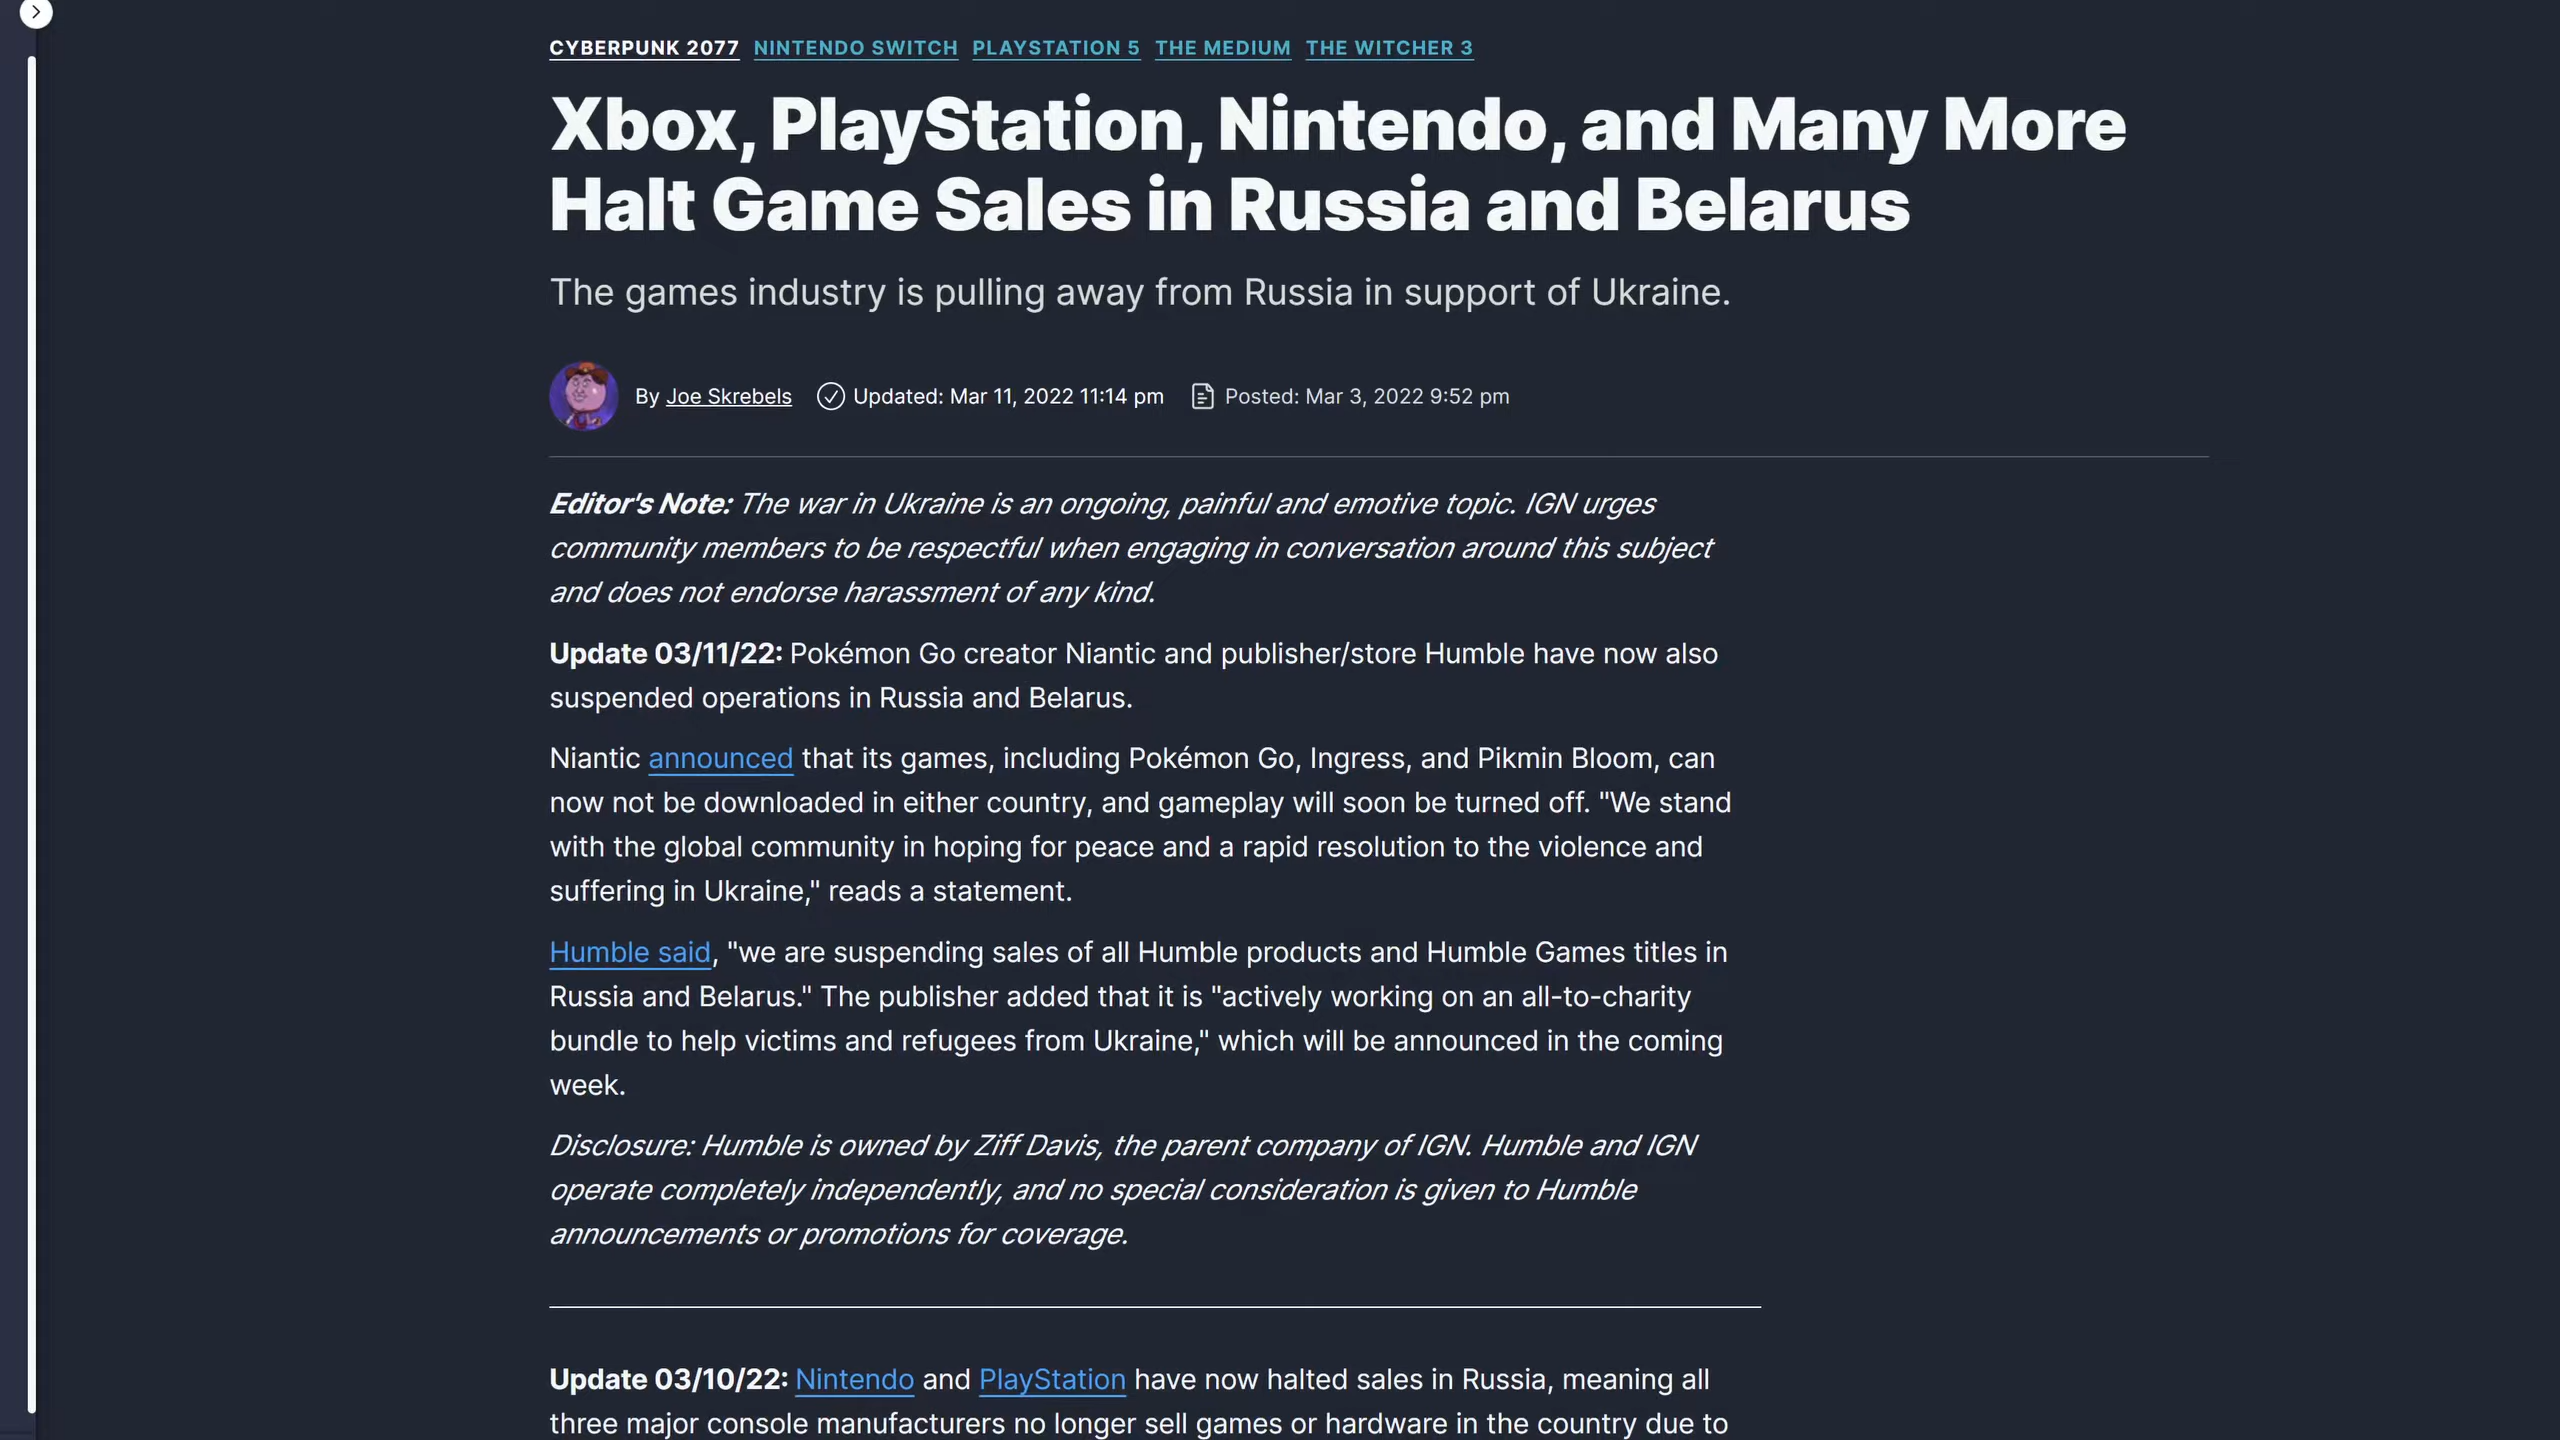 CYBERPUNK 2077 NINTENDO SWITCH PLAYSTATION 5 THE MEDIUM THE WITCHER 3
Xbox, PlayStation, Nintendo, and Many More
Halt Game Sales in Russia and Belarus
The games industry is pulling away from Russia in support of Ukraine.
By Joe Skrebels Updated: Mar 11, 2022 11:14 pm Posted: Mar 3, 2022 9:52 pm
Editor's Note: The war in Ukraine is an ongoing, painful and emotive topic. IGN urges
community members to be respectful when engaging in conversation around this subject
and does not endorse harassment of any kind.
Update 03/11/22: Pokémon Go creator Niantic and publisher/store Humble have now also
suspended operations in Russia and Belarus.
Niantic announced that its games, including Pokémon Go, Ingress, and Pikmin Bloom, can
now not be downloaded in either country, and gameplay will soon be turned off. "We stand
with the global community in hoping for peace and a rapid resolution to the violence and
suffering in Ukraine," reads a statement.
Humble said, "we are suspending sales of all Humble products and Humble Games titles in
Russia and Belarus." The publisher added that it is "actively working on an all-to-charity
bundle to help victims and refugees from Ukraine," which will be announced in the coming
week.
Disclosure: Humble is owned by Ziff Davis, the parent company of IGN. Humble and IGN
operate completely independently, and no special consideration is given to Humble
announcements or promotions for coverage.
Update 03/10/22: Nintendo and PlayStation have now halted sales in Russia, meaning all
three major console manufacturers no longer sell games or hardware in the country due to